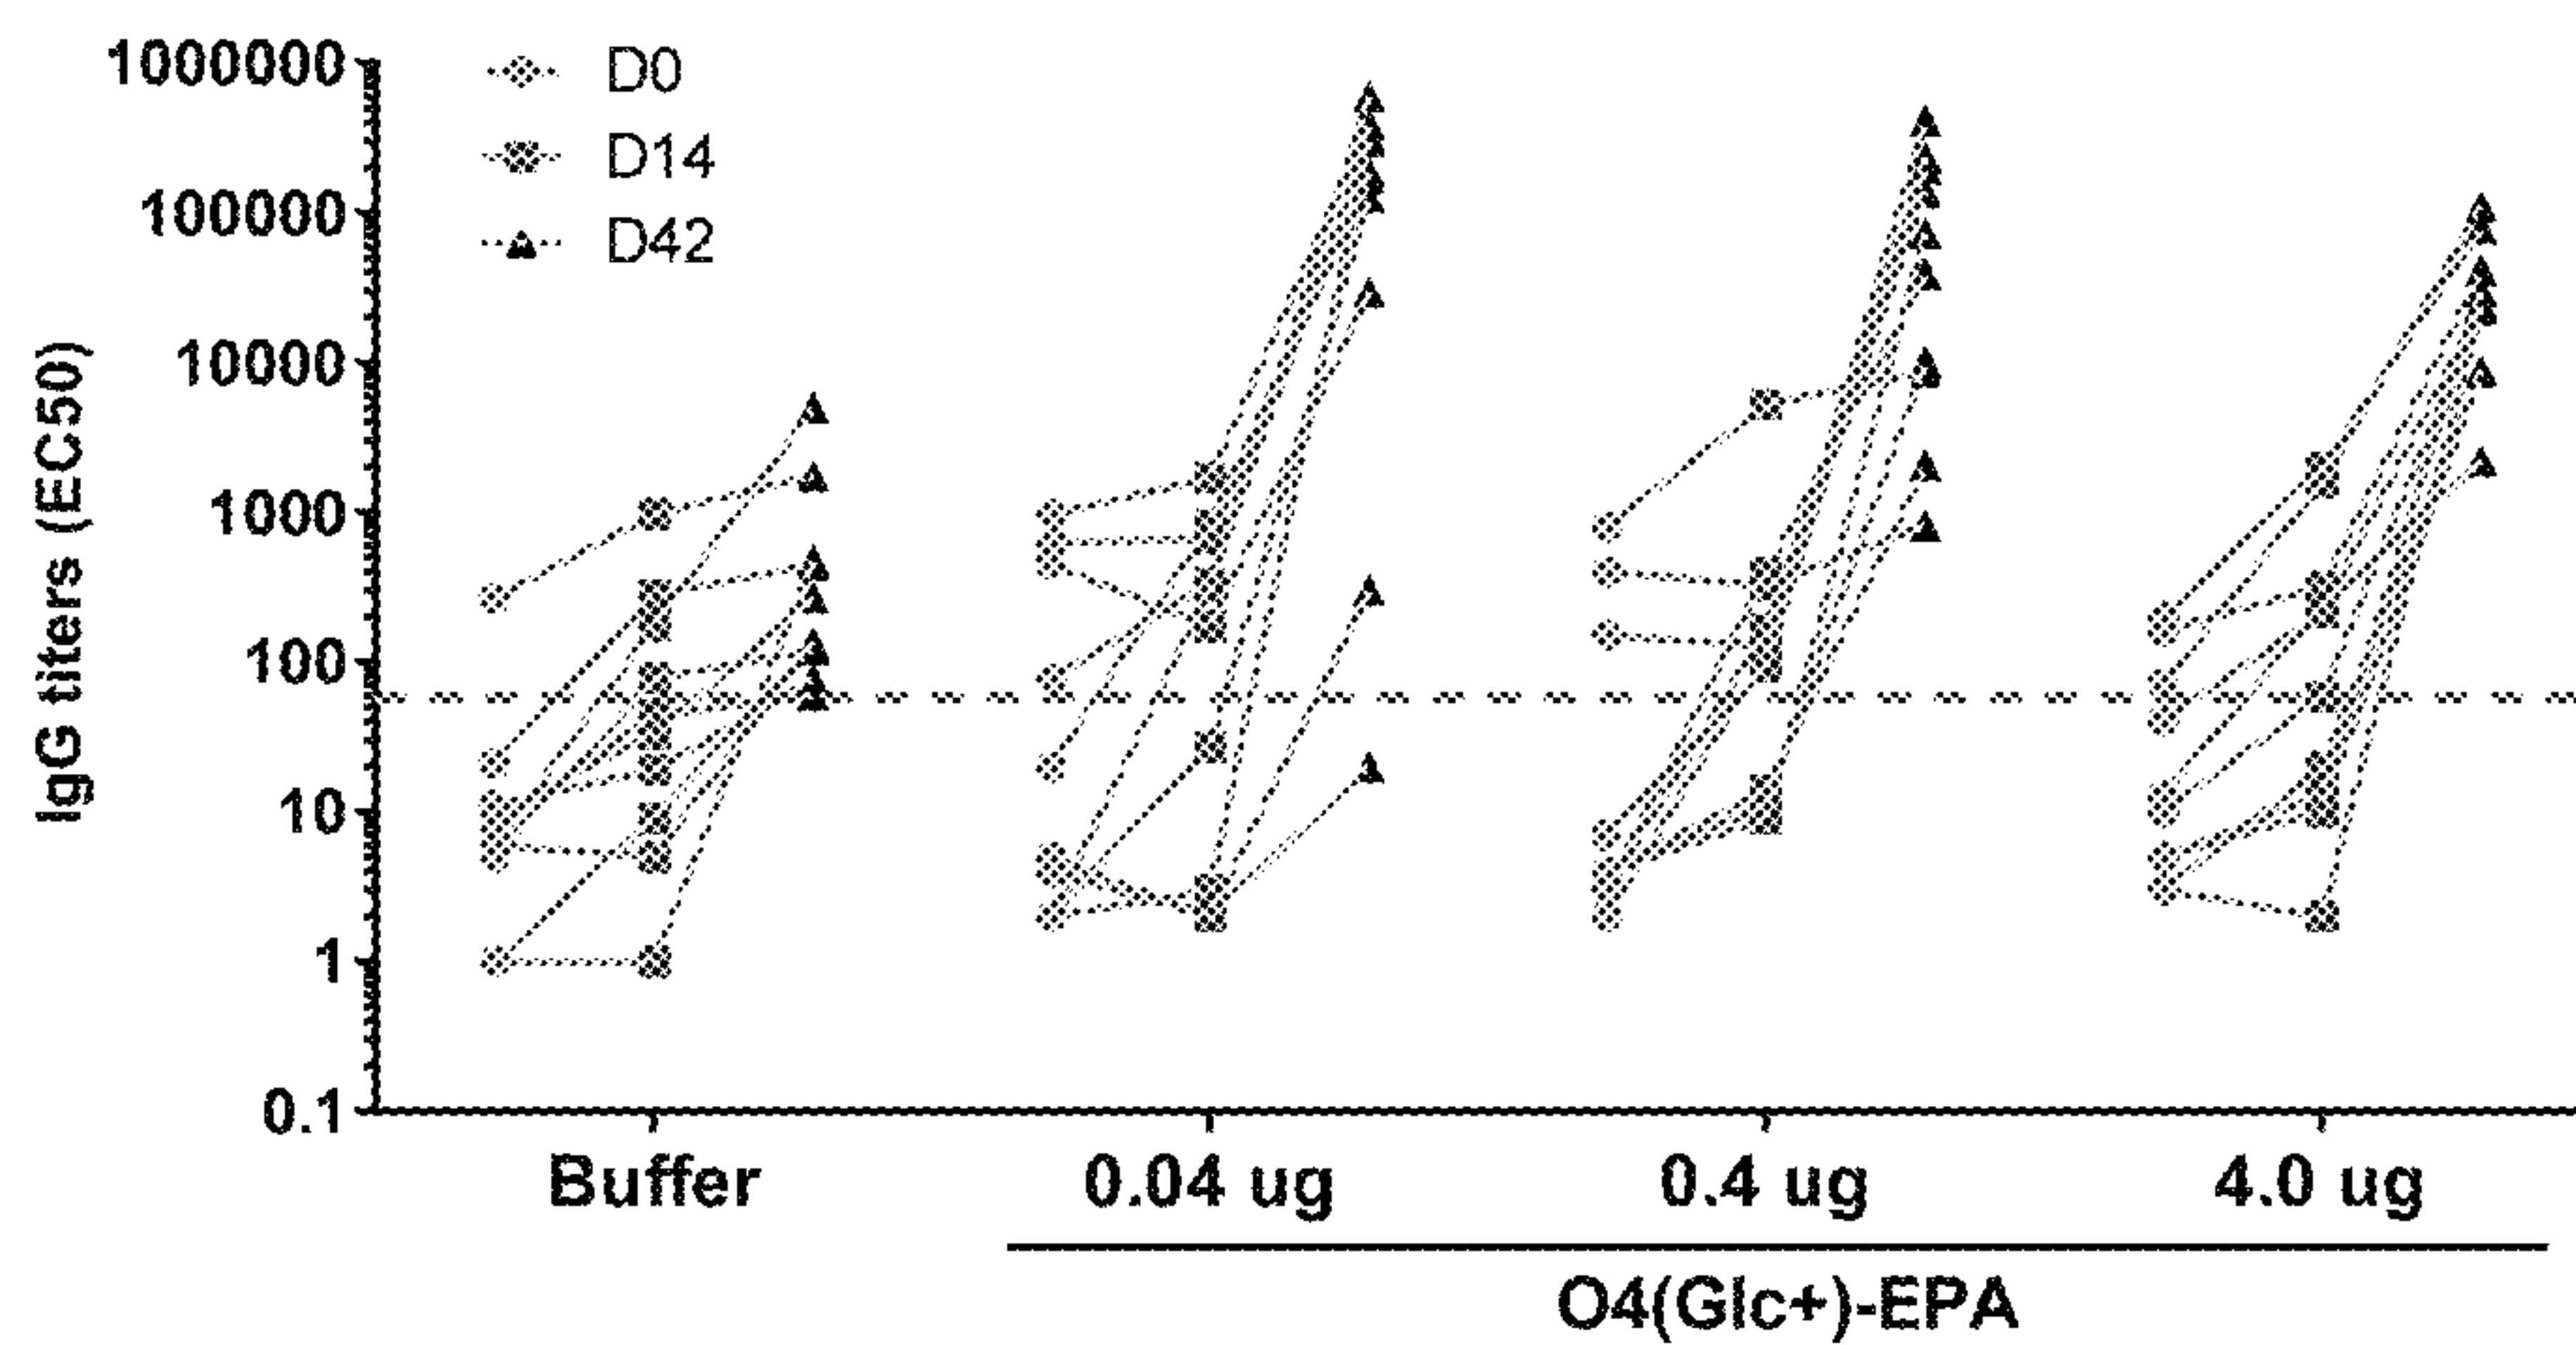 IgG titers (EC50)
1000000
100000
10000
1000
100
10
1
0.1
D0
D14
D42
Buffer 0.04 ug 0.4 ug 4.0 ug
O4(Glc+)-EPA